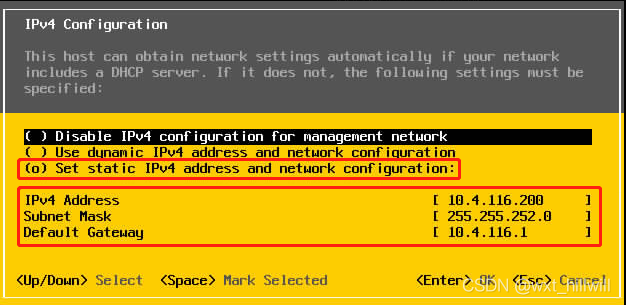 IPv4 Configuration
This host can obtain network settings automatically if your network
includes a DHCP server. If it does not, the following settings must be
specified:
( ) Disable IPv4 configuration for management network
( ) Use dynamic IPv4 address and network configuration
(o) Set static IPv4 address and network configuration:
IPv4 Address [ 10.4.116.200 ]
Subnet Mask [ 255.255.252.0 ]
Default Gateway [ 10.4.116.1 ]
<Up/Down> Select <Space> Mark Selected <Enter> OK <Esc> Cancel